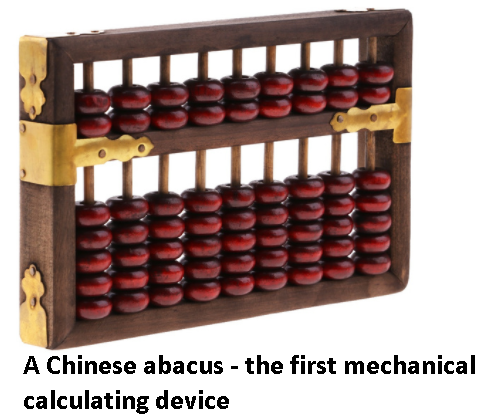 A Chinese abacus - the first mechanical
calculating device